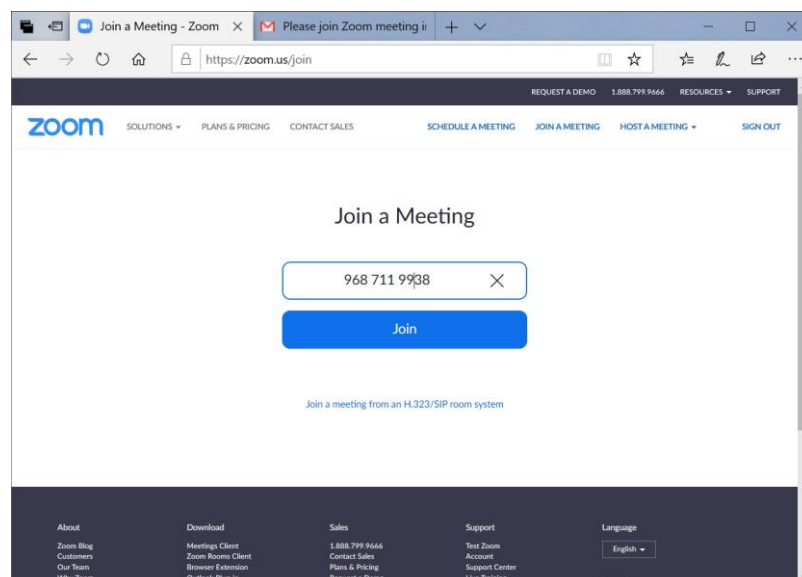 Join a Meeting - Zoom
Please join Zoom meeting i
https://zoom.us/join
REQUEST A DEMO 1.888.799.9666 RESOURCES SUPPORT
zoom SOLUTIONS PLANS & PRICING CONTACT SALES SCHEDULE A MEETING JOIN A MEETING HOST A MEETING SIGN OUT
Join a Meeting
968 711 9938
Join
Join a meeting from an H.323/SIP room system
About Download Sales Support Language
Zoom Blog Meetings Client 1.888.799.9666 Test Zoom English
Customers Zoom Rooms Client Contact Sales Account
Our Team Browser Extension Plans & Pricing Support Center